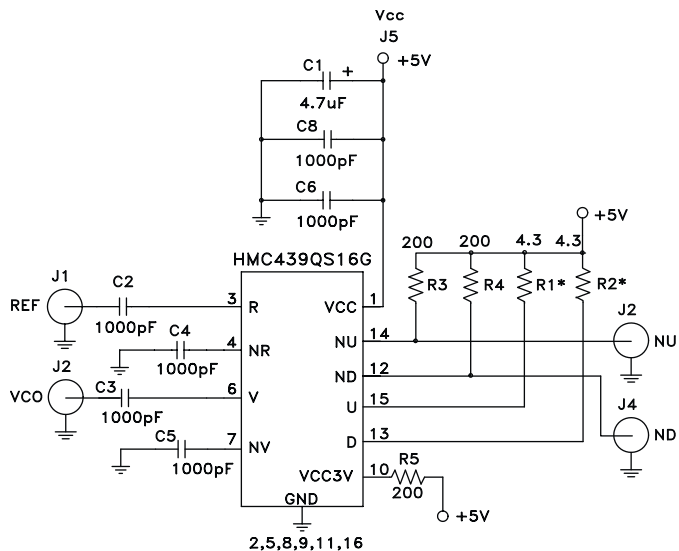 Vcc
J5
+5V
C1
+
4.7uF
C8
1000pF
C6
1000pF
+5V
200 200 4.3 4.3
HMC439QS16G
R3 R4 R1* R2*
J1
REF
C2
1000pF
3 R
VCC 1
C4
1000pF
4 NR
NU 14
J2
NU
J2
VCO
C3
1000pF
6 V
ND 12
U 15
J4
ND
C5
1000pF
7 NV
D 13
VCC3V 10
R5
200
+5V
GND
2,5,8,9,11,16